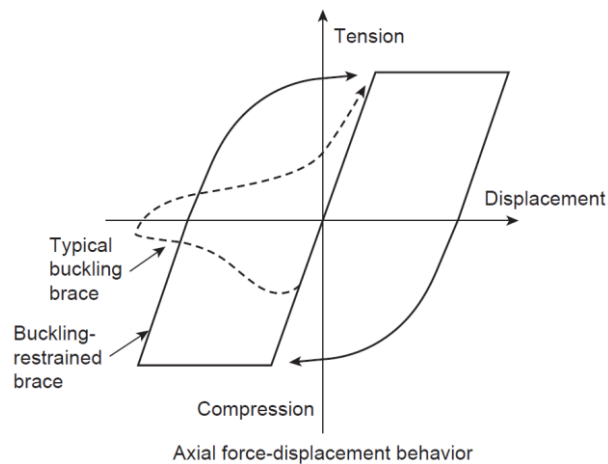 Tension
Displacement
Typical
buckling
brace
Buckling-
restrained
brace
Compression
Axial force-displacement behavior